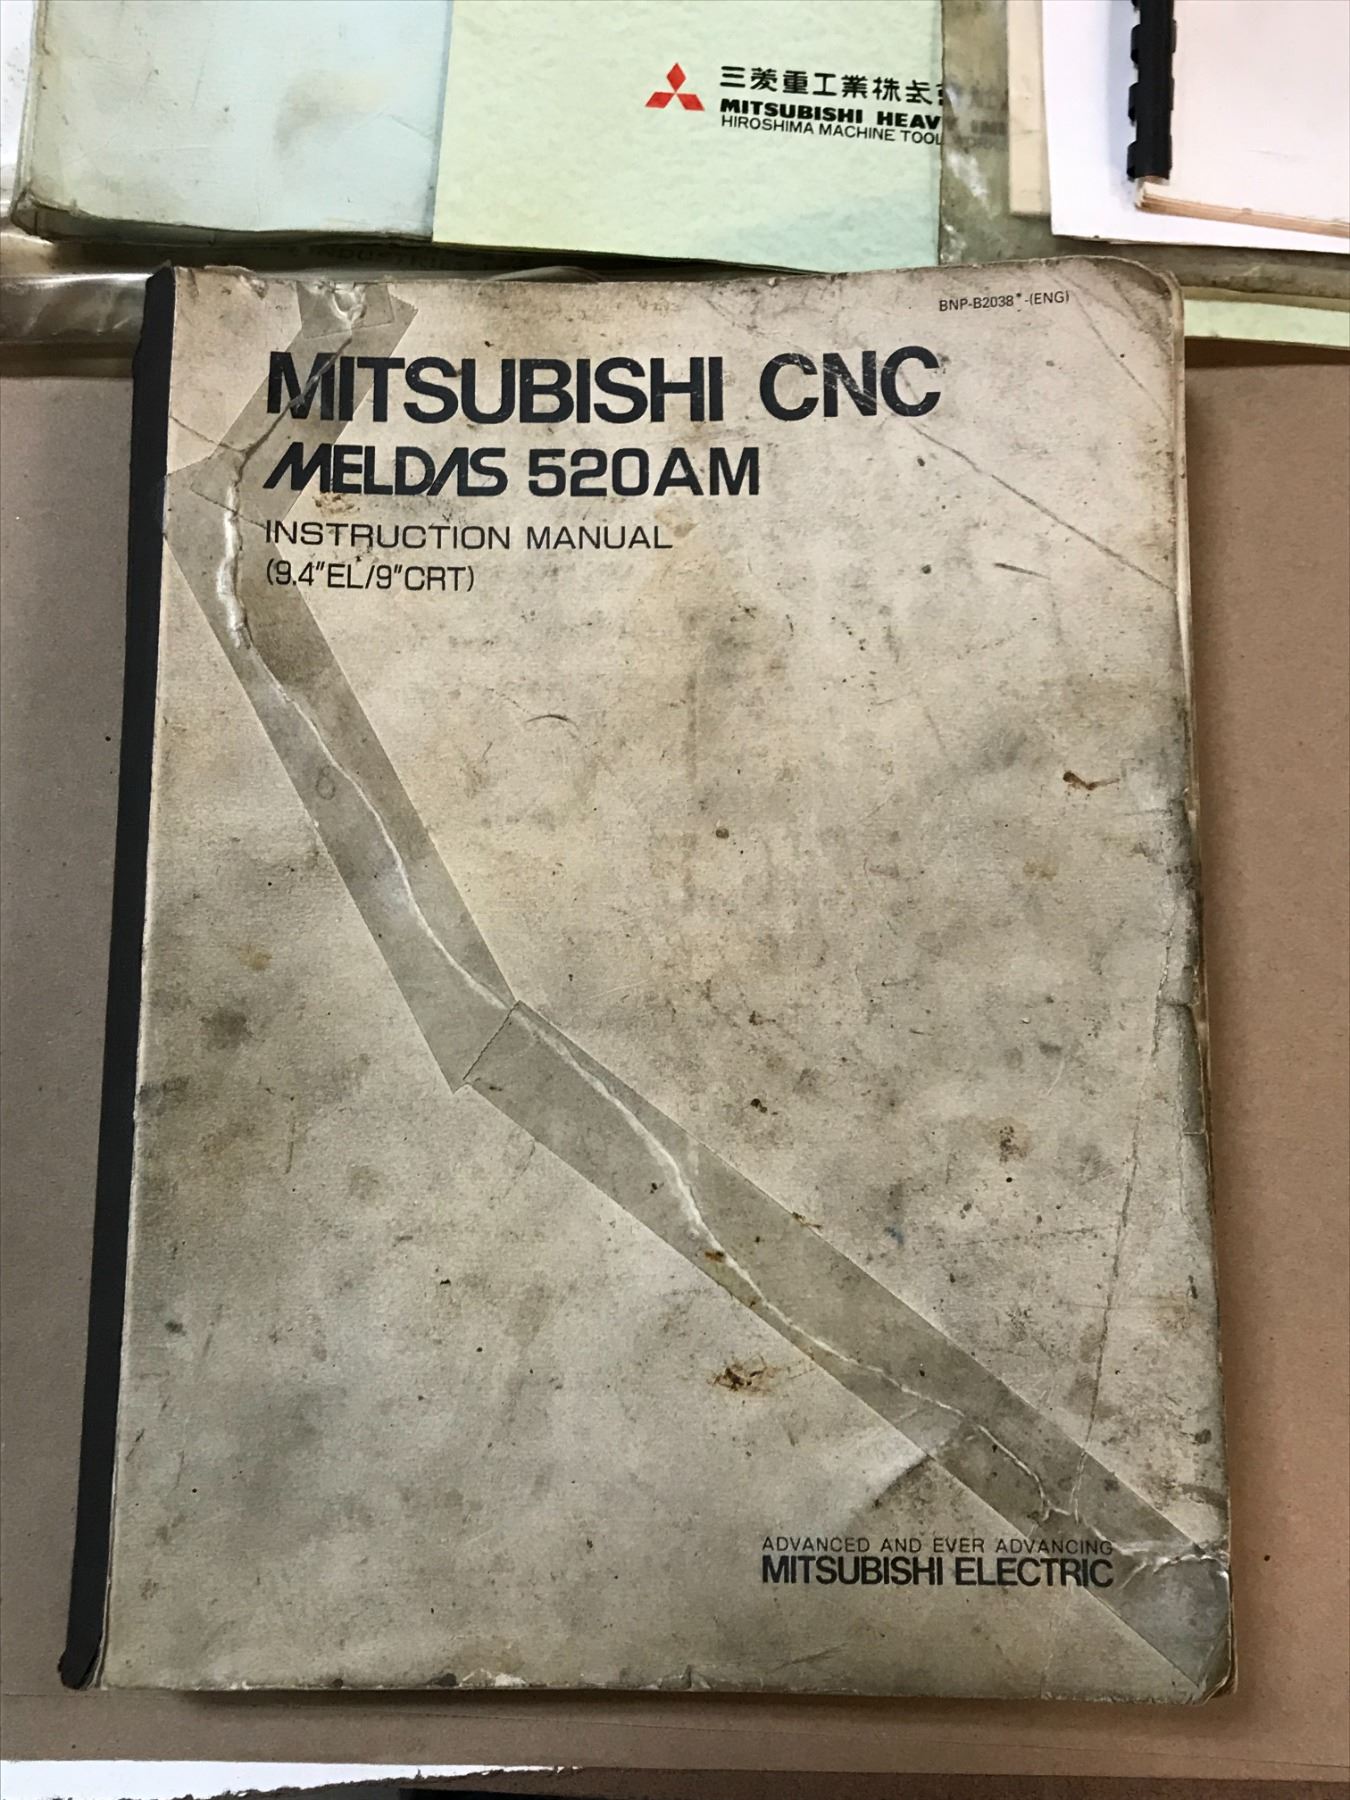 三菱重工業株式
MITSUBISHI HEAVY
HIROSHIMA MACHINE TOOL
BNP-B2038*-(ENG)
MITSUBISHI CNC
MELDAS 520AM
INSTRUCTION MANUAL
(9.4"EL/9"CRT)
ADVANCED AND EVER ADVANCING
MITSUBISHI ELECTRIC